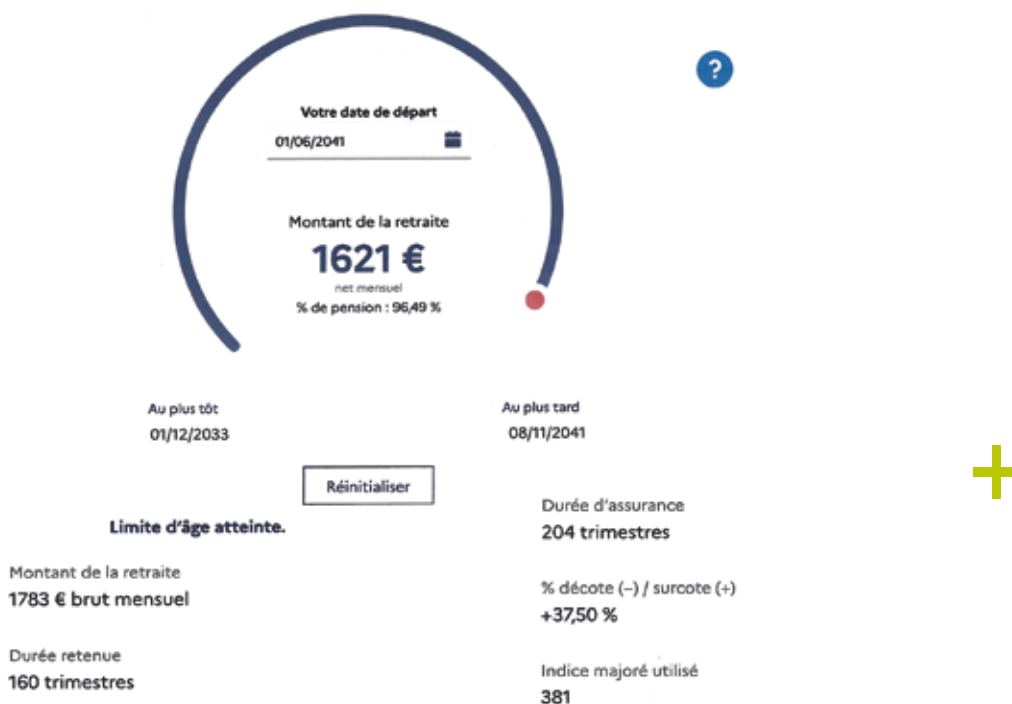 ?
Votre date de départ
01/06/2041
Montant de la retraite
1621 €
net mensuel
% de pension : 96,49 %
Au plus tôt
01/12/2033
Au plus tard
08/11/2041
Réinitialiser
Limite d'âge atteinte.
Montant de la retraite
1783 € brut mensuel
Durée retenue
160 trimestres
Durée d'assurance
204 trimestres
% décote (–) / surcote (+)
+37,50 %
Indice majoré utilisé
381